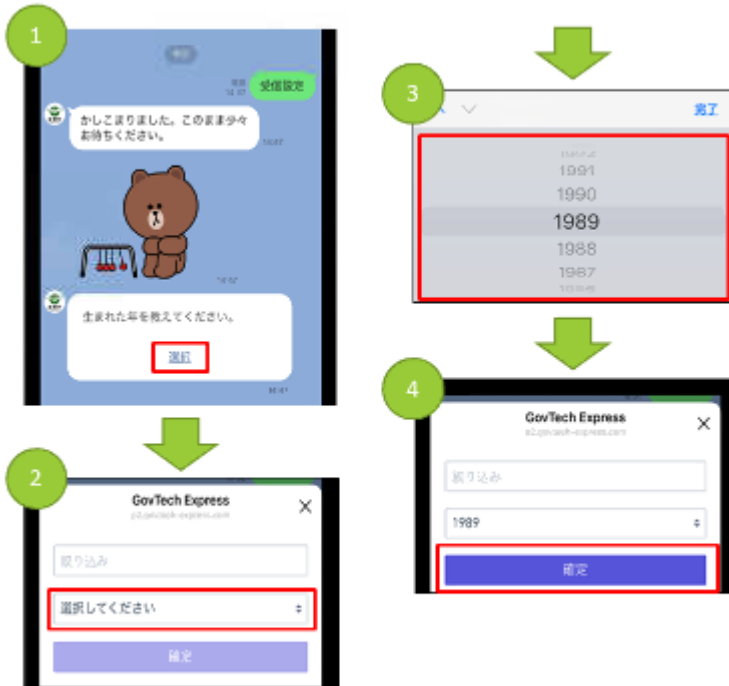 1
受信設定
かしこまりました。このまま少々
お待ちください。
生まれた年を教えてください。
選択
2
GovTech Express
絞り込み
選択してください
確定
3
完了
1991
1990
1989
1988
1987
4
GovTech Express
絞り込み
1989
確定